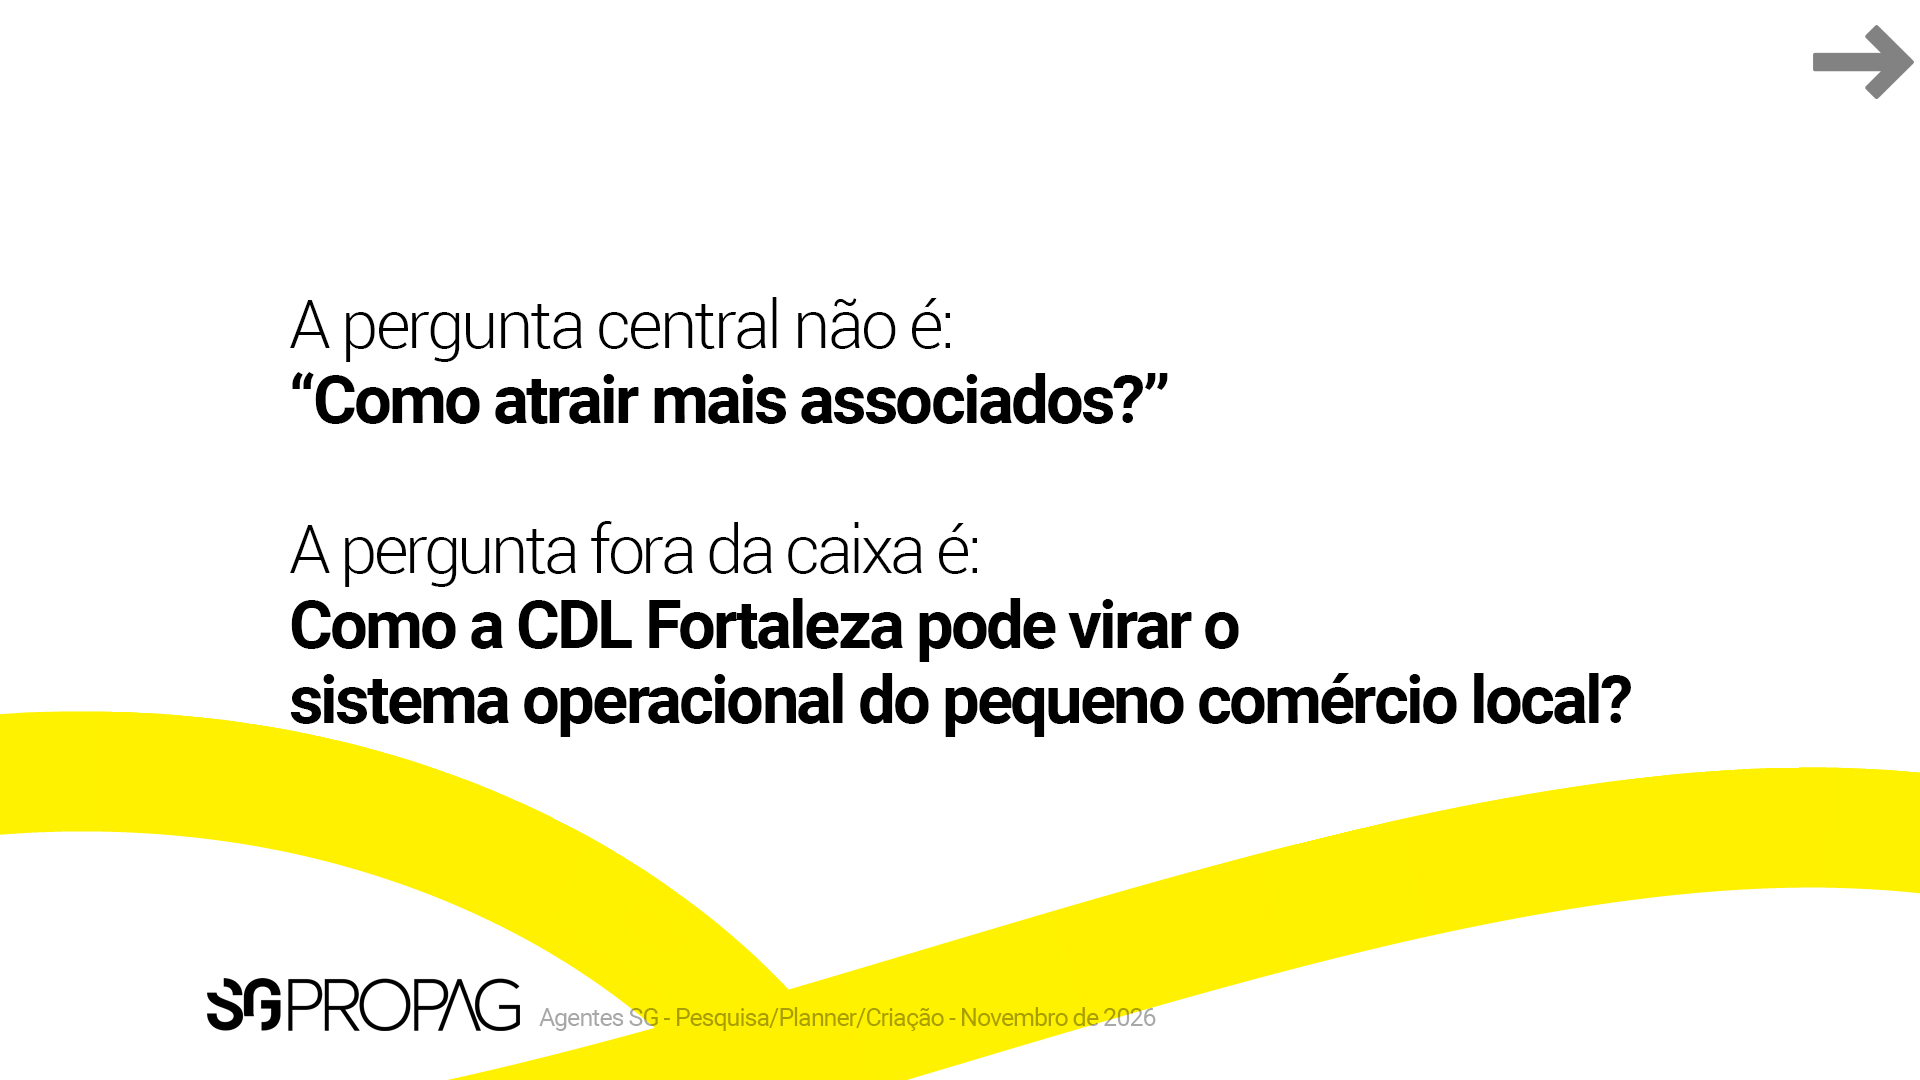 A pergunta central não é:
“Como atrair mais associados?”
A pergunta fora da caixa é:
Como a CDL Fortaleza pode virar o
sistema operacional do pequeno comércio local?
SGPROPAG
Agentes SG - Pesquisa/Planner/Criação - Novembro de 2026